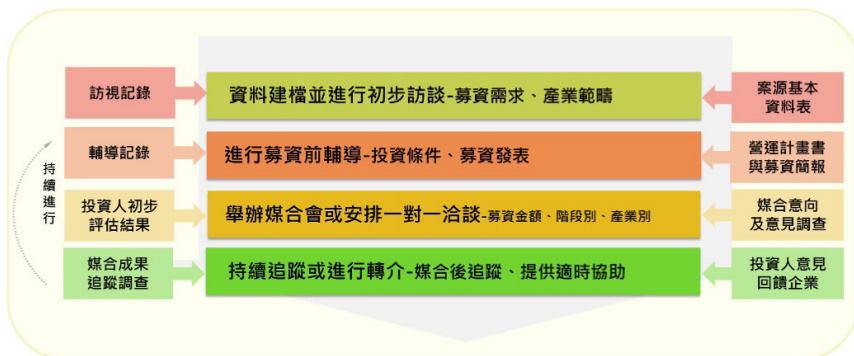 訪視記錄
資料建檔並進行初步訪談-募資需求、產業範疇
案源基本
資料表
輔導記錄
進行募資前輔導-投資條件、募資發表
營運計畫書
與募資簡報
持續進行
投資人初步
評估結果
舉辦媒合會或安排一對一洽談-募資金額、階段別、產業別
媒合意向
及意見調查
媒合成果
追蹤調查
持續追蹤或進行轉介-媒合後追蹤、提供適時協助
投資人意見
回饋企業